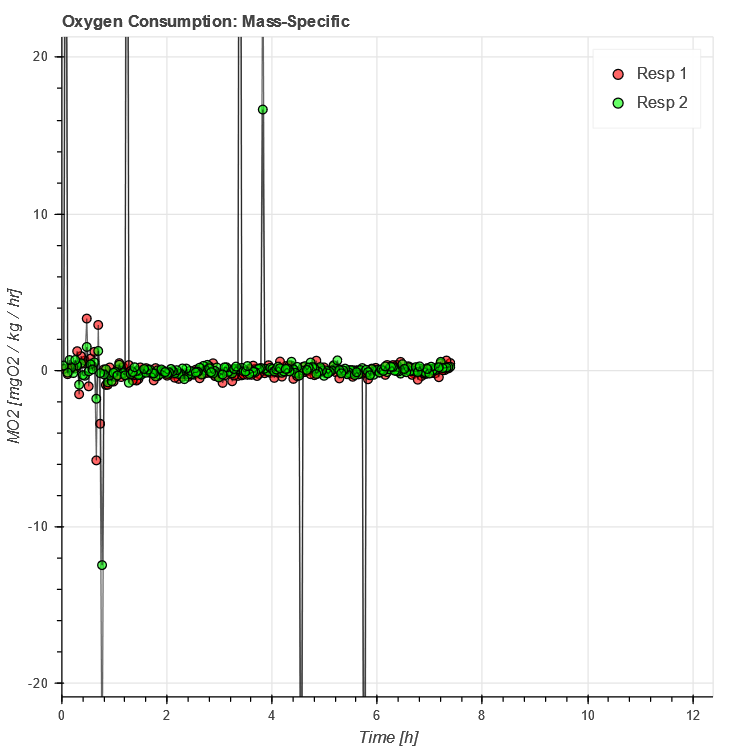 Oxygen Consumption: Mass-Specific
Resp 1
Resp 2
MO2 [mgO2 / kg / hr]
20
10
0
-10
-20
0 2 4 6 8 10 12
Time [h]